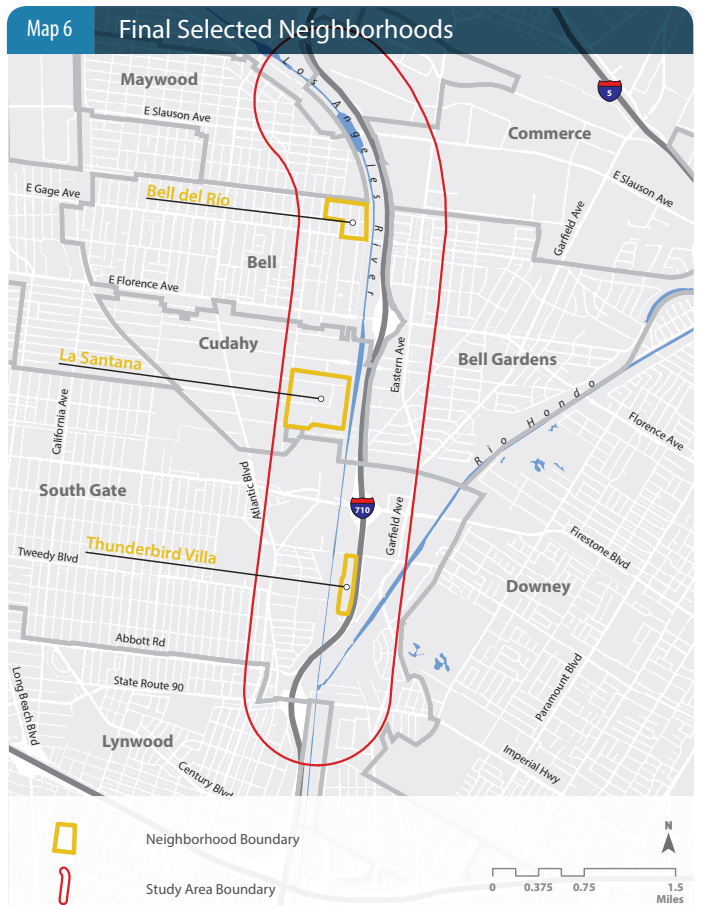 Map 6
Final Selected Neighborhoods
Los Angeles River
5
Maywood
E Slauson Ave
Commerce
E Slauson Ave
E Gage Ave
Bell del Río
Garfield Ave
Bell
E Florence Ave
Cudahy
La Santana
Eastern Ave
Bell Gardens
Rio Hondo
California Ave
Florence Ave
South Gate
Atlantic Blvd
710
Garfield Ave
Firestone Blvd
Tweedy Blvd
Thunderbird Villa
Downey
Abbott Rd
State Route 90
Long Beach Blvd
Paramount Blvd
Lynwood
Century Blvd
Imperial Hwy
Neighborhood Boundary
Study Area Boundary
N
0 0.375 0.75 1.5
Miles